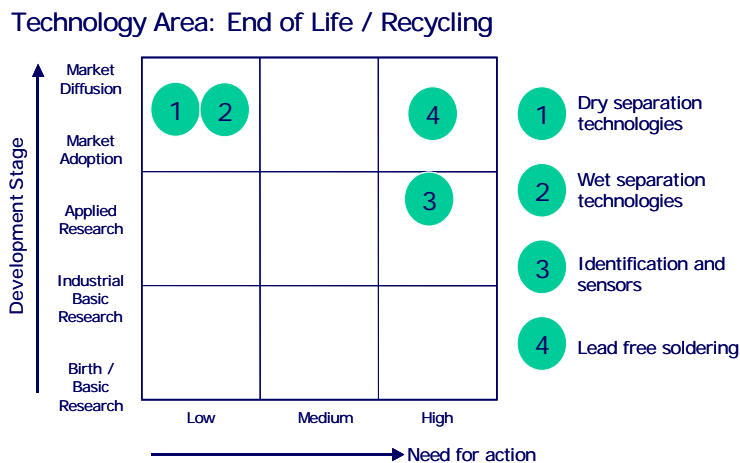 Technology Area: End of Life / Recycling
Development Stage
Market
Diffusion
Market
Adoption
Applied
Research
Industrial
Basic
Research
Birth /
Basic
Research
1
2
4
3
Low
Medium
High
Need for action
1
Dry separation
technologies
2
Wet separation
technologies
3
Identification and
sensors
4
Lead free soldering